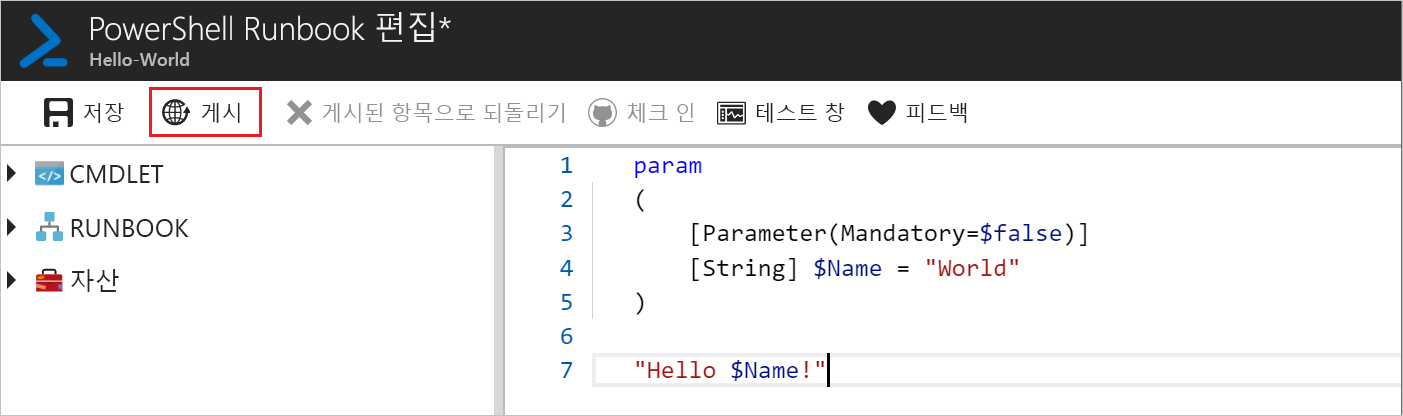 PowerShell Runbook 편집*
Hello-World
저장 게시 게시된 항목으로 되돌리기 체크 인 테스트 창 피드백
CMDLET
RUNBOOK
자산
1 param
2 (
3 [Parameter(Mandatory=$false)]
4 [String] $Name = "World"
5 )
6
7 "Hello $Name!"